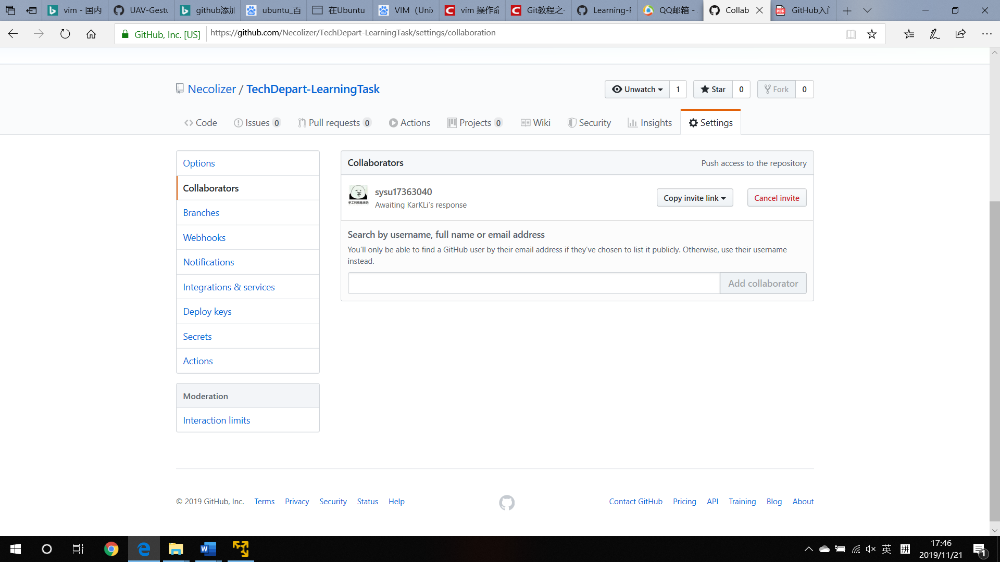 vim - 国内
UAV-Gestu
github添加
ubuntu_百
在Ubuntu
VIM（Unix
vim 操作命
Git教程之-
Learning-P
QQ邮箱 -
Collab
GitHub入门
GitHub, Inc. [US]
https://github.com/Necolizer/TechDepart-LearningTask/settings/collaboration
Necolizer / TechDepart-LearningTask
Unwatch 1
Star 0
Fork 0
Code
Issues 0
Pull requests 0
Actions
Projects 0
Wiki
Security
Insights
Settings
Options
Collaborators
Branches
Webhooks
Notifications
Integrations & services
Deploy keys
Secrets
Actions
Moderation
Interaction limits
Collaborators
Push access to the repository
sysu17363040
Awaiting KarKLi's response
Copy invite link
Cancel invite
Search by username, full name or email address
You'll only be able to find a GitHub user by their email address if they've chosen to list it publicly. Otherwise, use their username
instead.
Add collaborator
© 2019 GitHub, Inc.
Terms
Privacy
Security
Status
Help
Contact GitHub
Pricing
API
Training
Blog
About
英
拼
17:46
2019/11/21
1